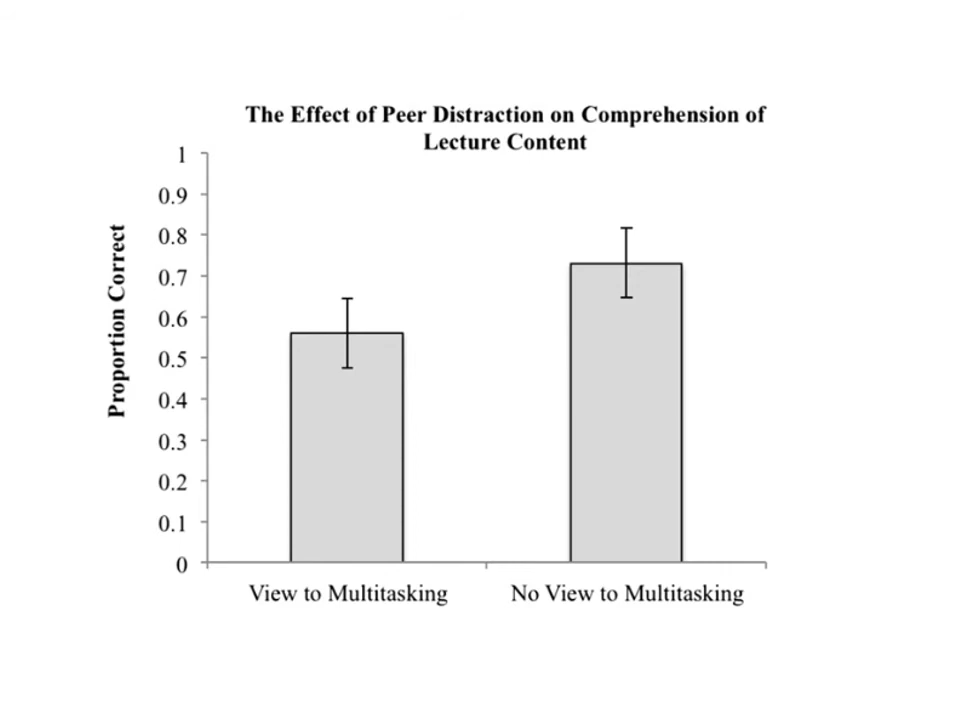 The Effect of Peer Distraction on Comprehension of
Lecture Content
Proportion Correct
1
0.9
0.8
0.7
0.6
0.5
0.4
0.3
0.2
0.1
0
View to Multitasking
No View to Multitasking